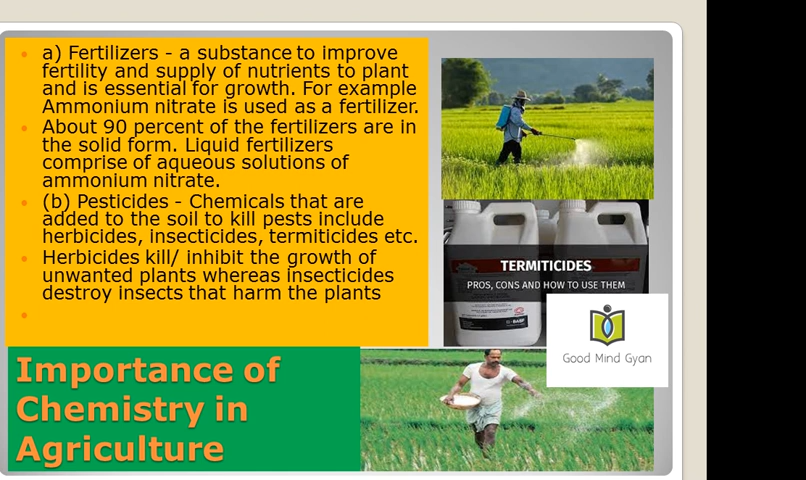 a) Fertilizers - a substance to improve
fertility and supply of nutrients to plant
and is essential for growth. For example
Ammonium nitrate is used as a fertilizer.
About 90 percent of the fertilizers are in
the solid form. Liquid fertilizers
comprise of aqueous solutions of
ammonium nitrate.
(b) Pesticides - Chemicals that are
added to the soil to kill pests include
herbicides, insecticides, termiticides etc.
Herbicides kill/ inhibit the growth of
unwanted plants whereas insecticides
destroy insects that harm the plants
TERMITICIDES
PROS, CONS AND HOW TO USE THEM
BASF
Good Mind Gyan
Importance of
Chemistry in
Agriculture